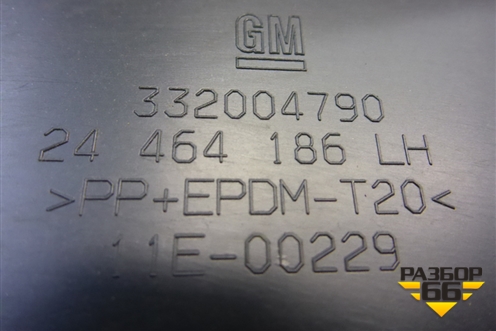 GM
332004790
24 464 186 LH
>PP+EPDM-T20<
11E-00229
РАЗБОР
66